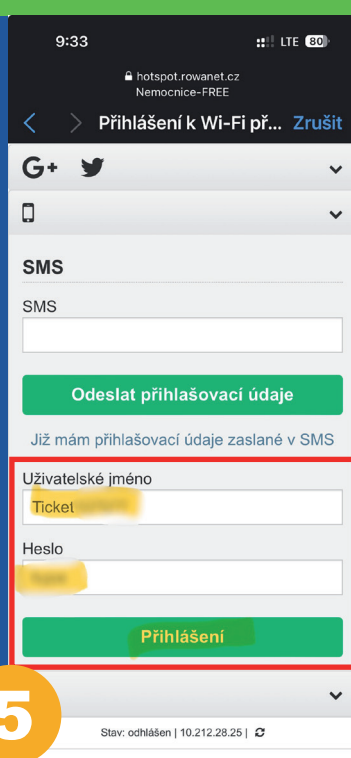 9:33
LTE 80
hotspot.rowanet.cz
Nemocnice-FREE
Přihlášení k Wi-Fi př... Zrušit
G+
SMS
SMS
Odeslat přihlašovací údaje
Již mám přihlašovací údaje zaslané v SMS
Uživatelské jméno
Ticket
Heslo
Přihlášení
5
Stav: odhlášen | 10.212.28.25 |